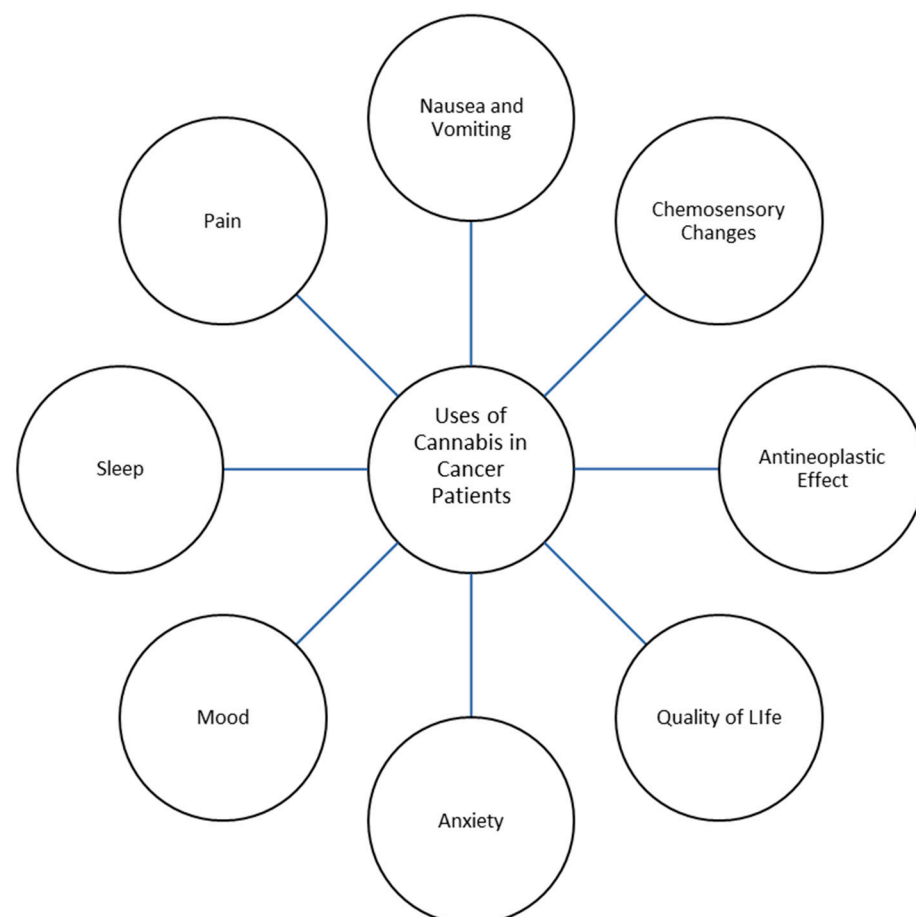 Nausea and
Vomiting
Pain
Chemosensory
Changes
Uses of
Cannabis in
Cancer
Patients
Sleep
Antineoplastic
Effect
Mood
Quality of LIfe
Anxiety